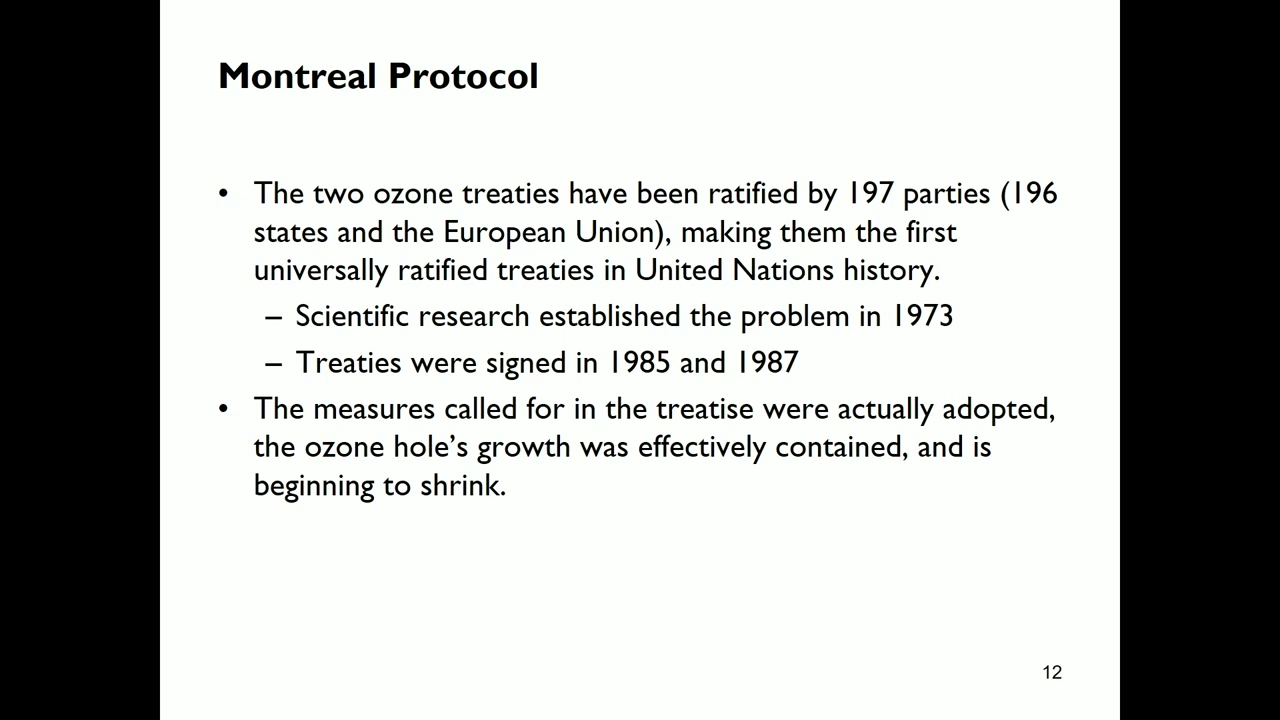 Montreal Protocol
• The two ozone treaties have been ratified by 197 parties (196
states and the European Union), making them the first
universally ratified treaties in United Nations history.
– Scientific research established the problem in 1973
– Treaties were signed in 1985 and 1987
• The measures called for in the treatise were actually adopted,
the ozone hole’s growth was effectively contained, and is
beginning to shrink.
12